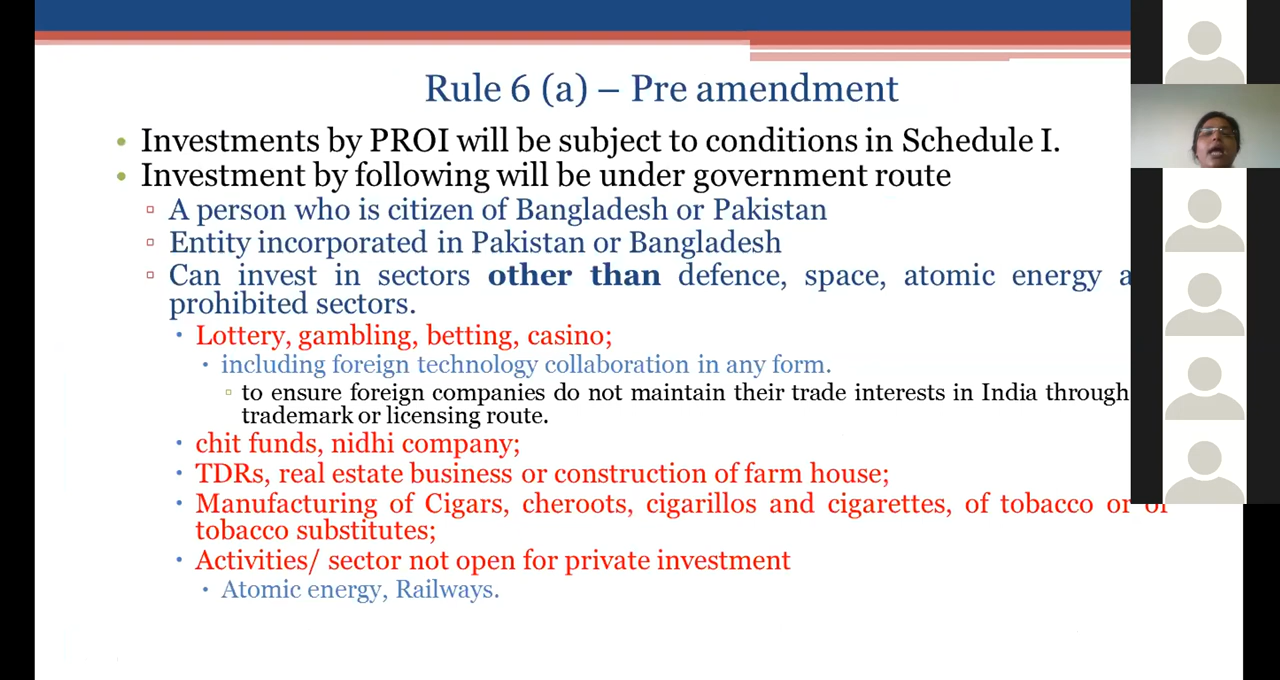 Rule 6 (a) – Pre amendment
• Investments by PROI will be subject to conditions in Schedule I.
• Investment by following will be under government route
▫ A person who is citizen of Bangladesh or Pakistan
▫ Entity incorporated in Pakistan or Bangladesh
▫ Can invest in sectors other than defence, space, atomic energy
prohibited sectors.
• Lottery, gambling, betting, casino;
• including foreign technology collaboration in any form.
▫ to ensure foreign companies do not maintain their trade interests in India through
trademark or licensing route.
• chit funds, nidhi company;
• TDRs, real estate business or construction of farm house;
• Manufacturing of Cigars, cheroots, cigarillos and cigarettes, of tobacco or of
tobacco substitutes;
• Activities/ sector not open for private investment
• Atomic energy, Railways.